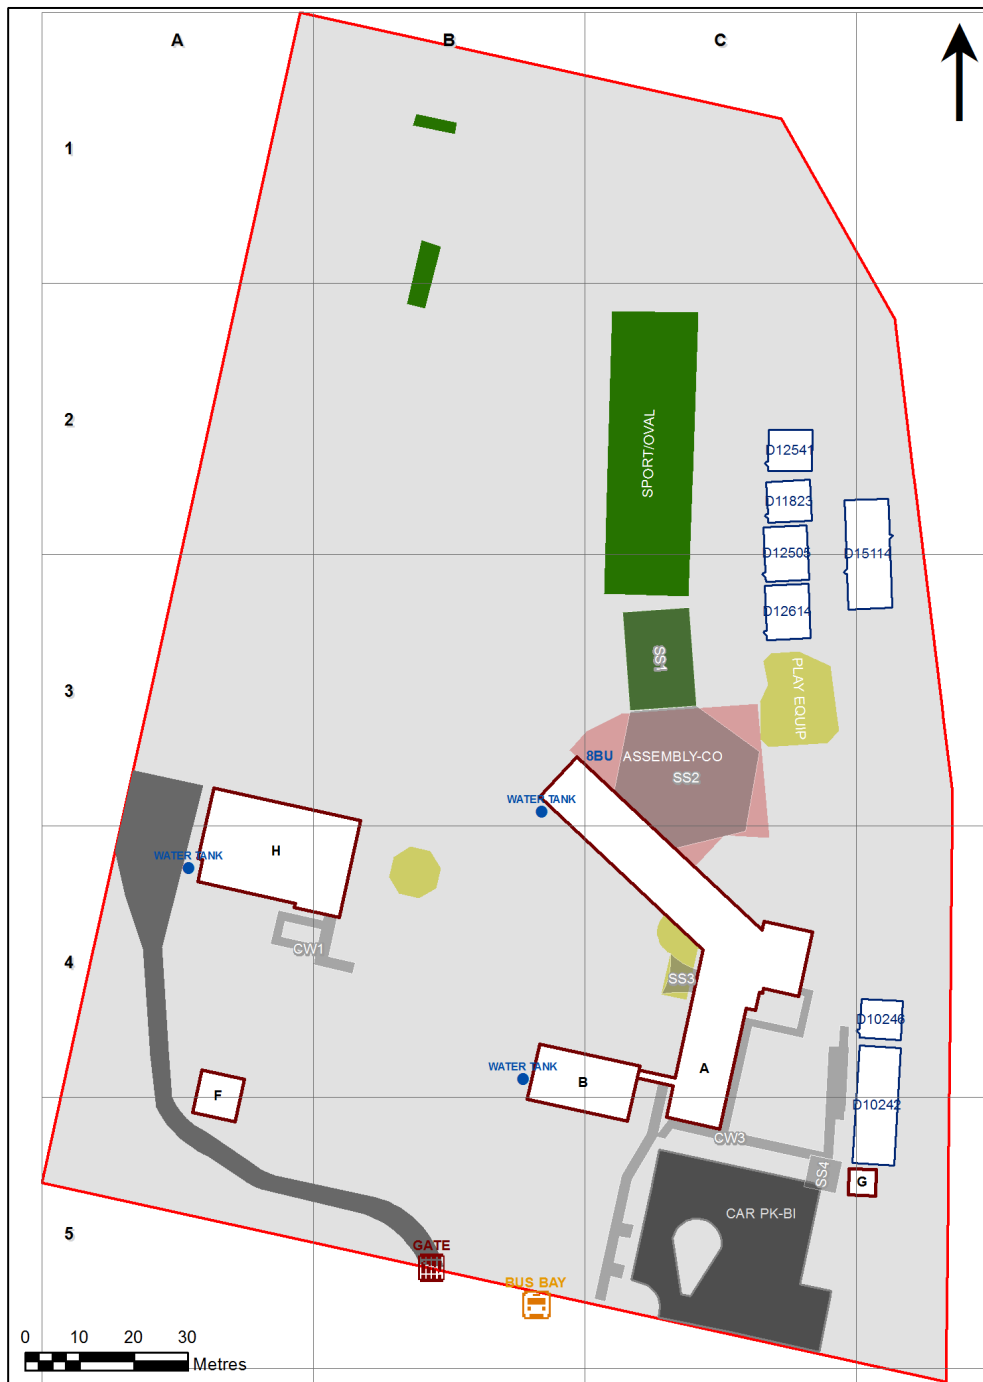 A B C
1
2
SPORT/OVAL
D12541
D11823
D12505
D15114
D12614
3
SS1
PLAY EQUIP
8BU ASSEMBLY-CO
SS2
WATER TANK
WATER TANK
H
CW1
4
SS3
D10246
WATER TANK
B
A
F
D10242
CW3
SS4
G
CAR PK-BI
5
GATE
BUS BAY
0 10 20 30
Metres